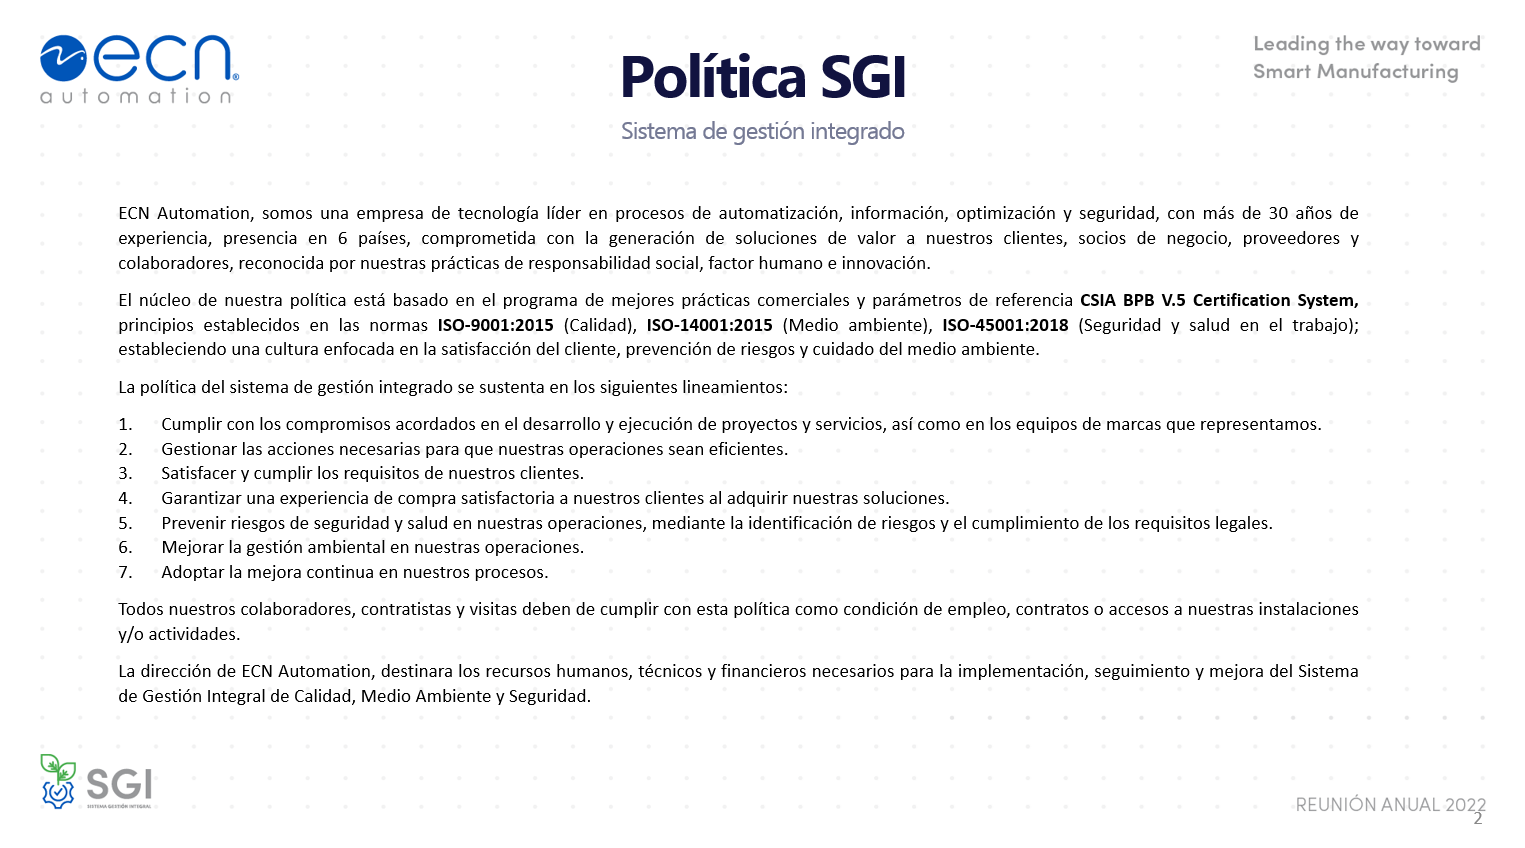 ecn®
automation
Política SGI
Sistema de gestión integrado
Leading the way toward
Smart Manufacturing
ECN Automation, somos una empresa de tecnología líder en procesos de automatización, información, optimización y seguridad, con más de 30 años de
experiencia, presencia en 6 países, comprometida con la generación de soluciones de valor a nuestros clientes, socios de negocio, proveedores y
colaboradores, reconocida por nuestras prácticas de responsabilidad social, factor humano e innovación.
El núcleo de nuestra política está basado en el programa de mejores prácticas comerciales y parámetros de referencia CSIA BPB V.5 Certification System,
principios establecidos en las normas ISO-9001:2015 (Calidad), ISO-14001:2015 (Medio ambiente), ISO-45001:2018 (Seguridad y salud en el trabajo);
estableciendo una cultura enfocada en la satisfacción del cliente, prevención de riesgos y cuidado del medio ambiente.
La política del sistema de gestión integrado se sustenta en los siguientes lineamientos:
1. Cumplir con los compromisos acordados en el desarrollo y ejecución de proyectos y servicios, así como en los equipos de marcas que representamos.
2. Gestionar las acciones necesarias para que nuestras operaciones sean eficientes.
3. Satisfacer y cumplir los requisitos de nuestros clientes.
4. Garantizar una experiencia de compra satisfactoria a nuestros clientes al adquirir nuestras soluciones.
5. Prevenir riesgos de seguridad y salud en nuestras operaciones, mediante la identificación de riesgos y el cumplimiento de los requisitos legales.
6. Mejorar la gestión ambiental en nuestras operaciones.
7. Adoptar la mejora continua en nuestros procesos.
Todos nuestros colaboradores, contratistas y visitas deben de cumplir con esta política como condición de empleo, contratos o accesos a nuestras instalaciones
y/o actividades.
La dirección de ECN Automation, destinara los recursos humanos, técnicos y financieros necesarios para la implementación, seguimiento y mejora del Sistema
de Gestión Integral de Calidad, Medio Ambiente y Seguridad.
SGI
SISTEMA GESTIÓN INTEGRAL
REUNIÓN ANUAL 2022
2